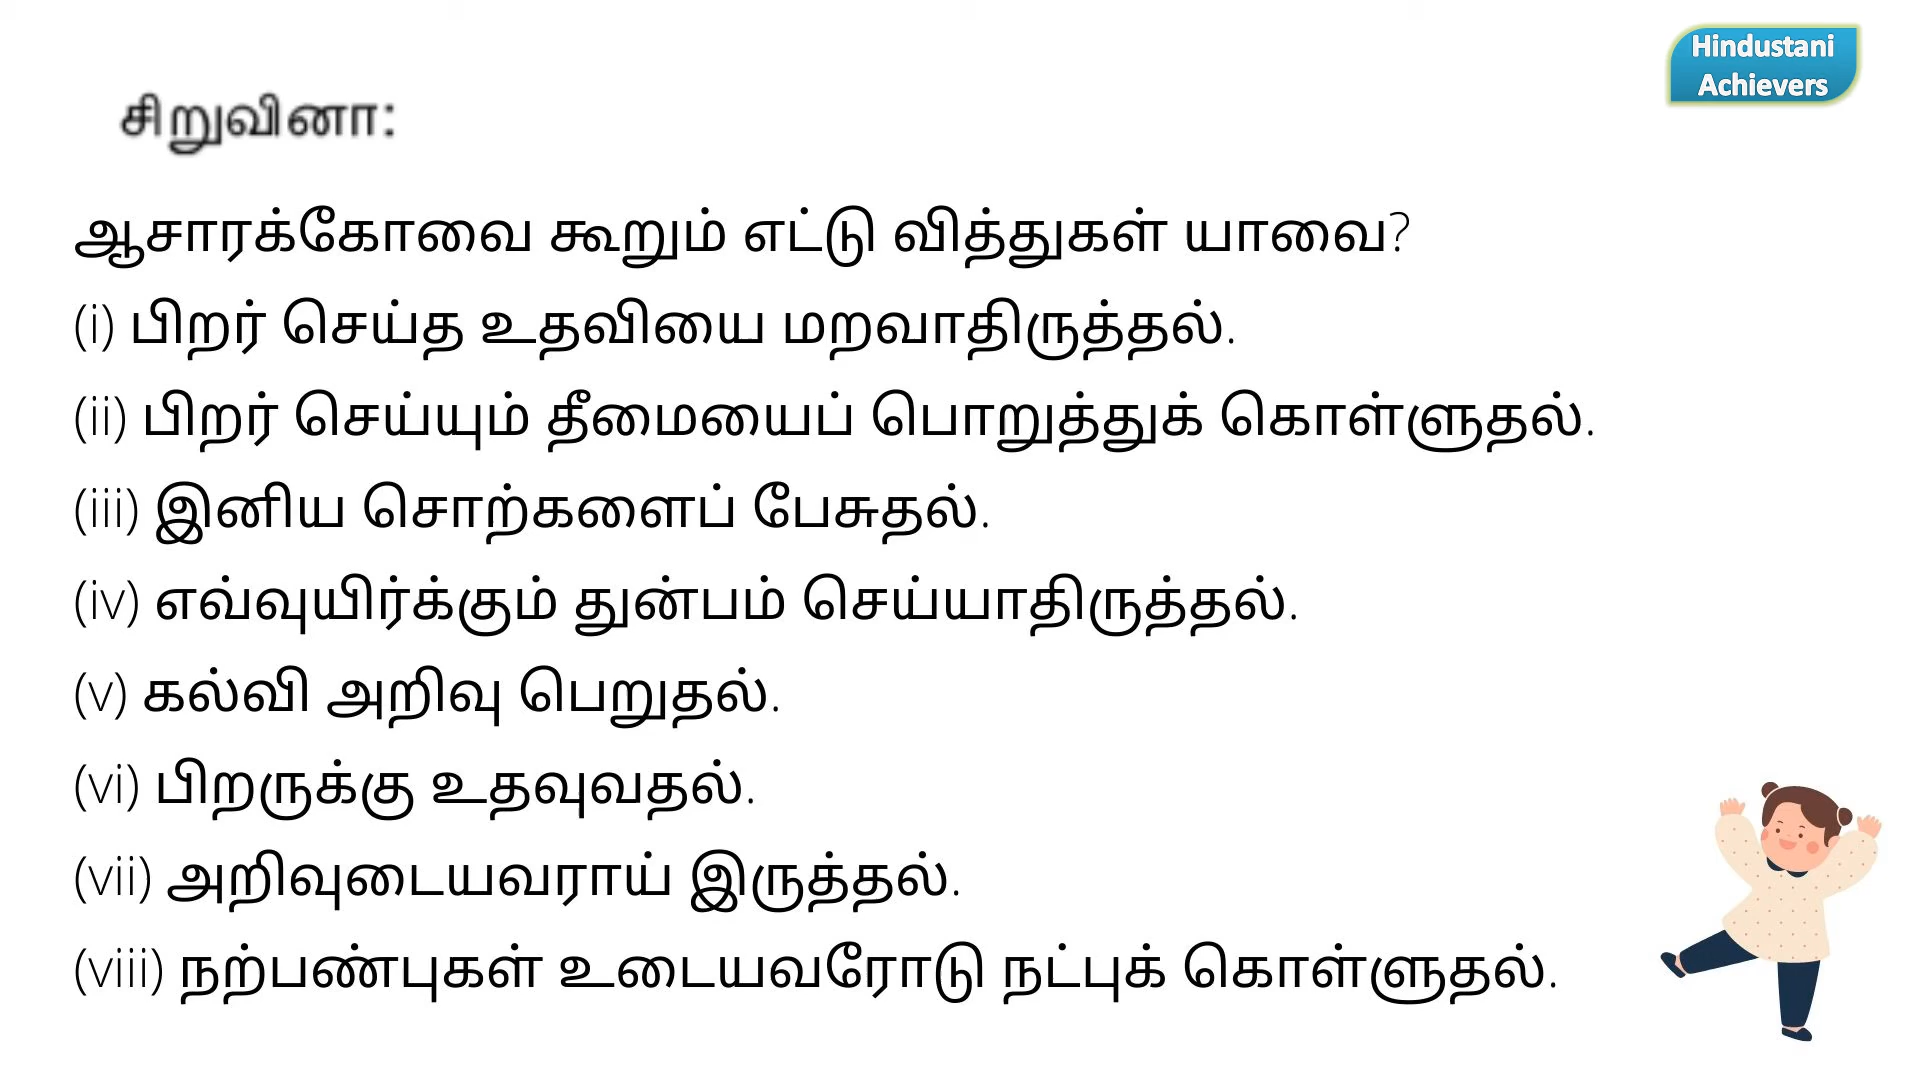 Hindustani
Achievers
சிறுவினா:
ஆசாரக்கோவை கூறும் எட்டு வித்துகள் யாவை?
(i) பிறர் செய்த உதவியை மறவாதிருத்தல்.
(ii) பிறர் செய்யும் தீமையைப் பொறுத்துக் கொள்ளுதல்.
(iii) இனிய சொற்களைப் பேசுதல்.
(iv) எவ்வுயிர்க்கும் துன்பம் செய்யாதிருத்தல்.
(v) கல்வி அறிவு பெறுதல்.
(vi) பிறருக்கு உதவுவதல்.
(vii) அறிவுடையவராய் இருத்தல்.
(viii) நற்பண்புகள் உடையவரோடு நட்புக் கொள்ளுதல்.